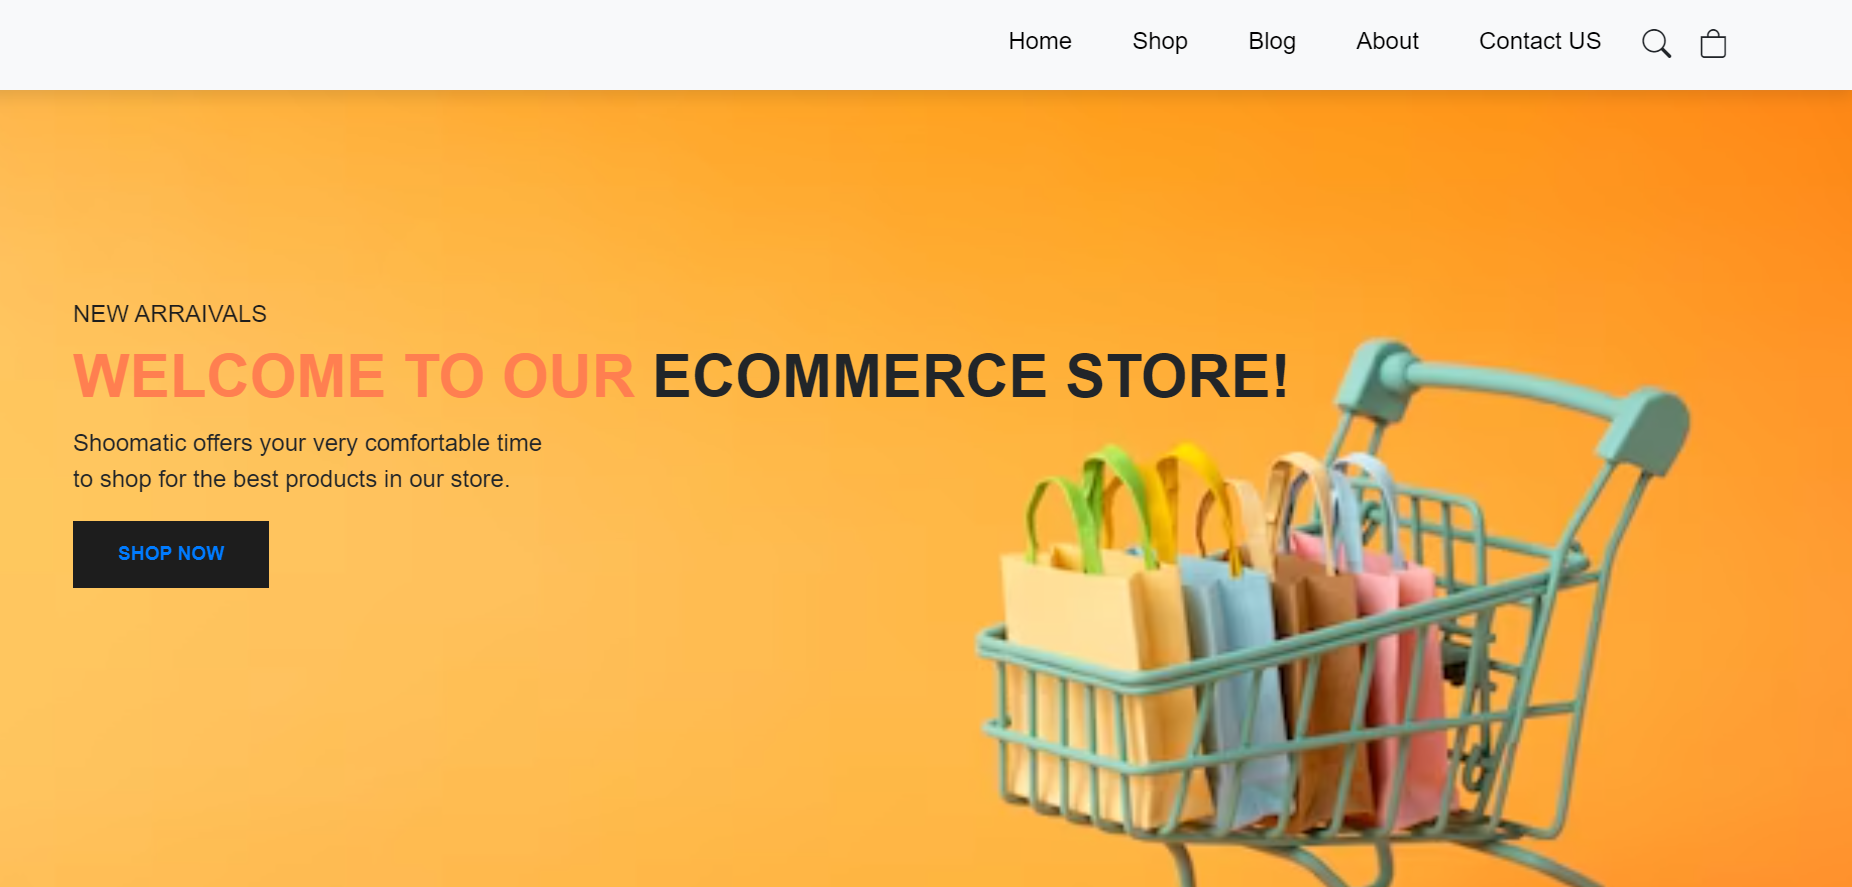 Home Shop Blog About Contact US
NEW ARRAIVALS
WELCOME TO OUR ECOMMERCE STORE!
Shoomatic offers your very comfortable time
to shop for the best products in our store.
SHOP NOW